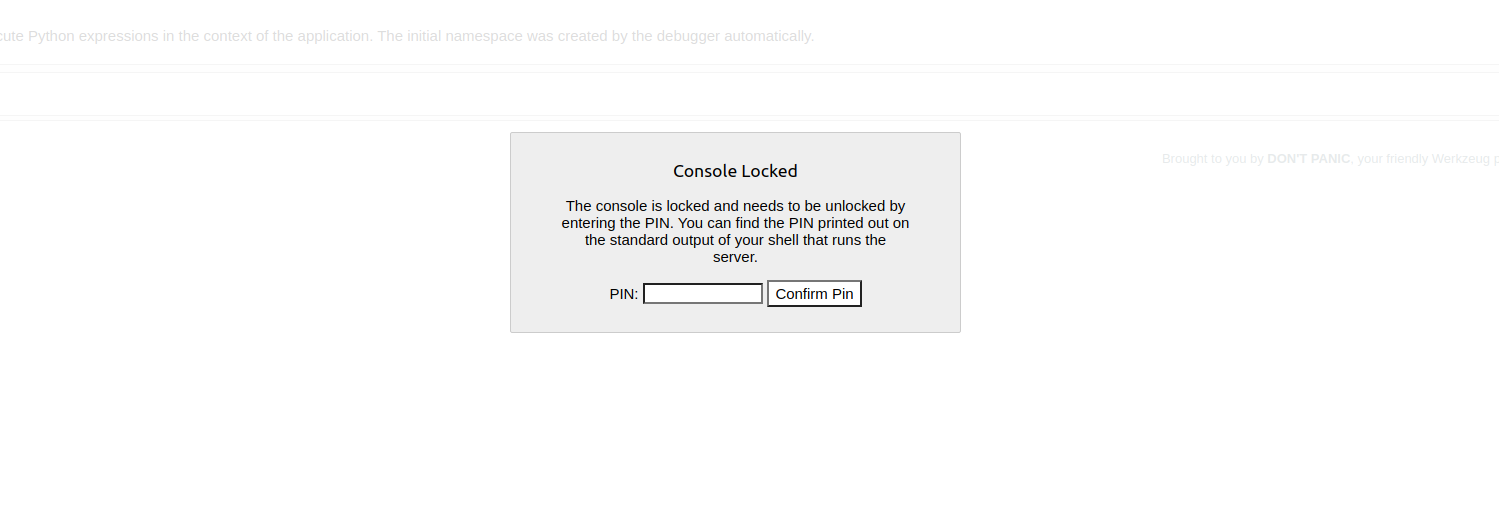 Python expressions in the context of the application. The initial namespace was created by the debugger automatically.
Brought to you by DON'T PANIC, your friendly Werkzeug
Console Locked
The console is locked and needs to be unlocked by
entering the PIN. You can find the PIN printed out on
the standard output of your shell that runs the
server.
PIN:
Confirm Pin